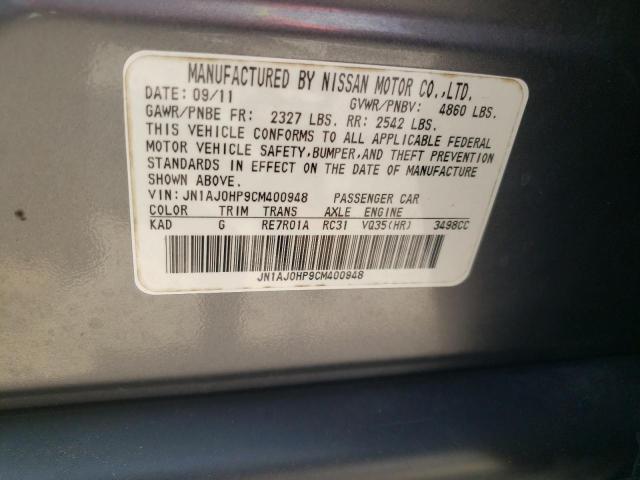 MANUFACTURED BY NISSAN MOTOR CO.,LTD.
DATE: 09/11 GVWR/PNBV: 4860 LBS.
GAWR/PNBE FR: 2327 LBS. RR: 2542 LBS.
THIS VEHICLE CONFORMS TO ALL APPLICABLE FEDERAL
MOTOR VEHICLE SAFETY,BUMPER,AND THEFT PREVENTION
STANDARDS IN EFFECT ON THE DATE OF MANUFACTURE
SHOWN ABOVE.
VIN: JN1AJ0HP9CM400948 PASSENGER CAR
COLOR TRIM TRANS AXLE ENGINE
KAD G RE7R01A RC31 VQ35(HR) 3498CC
JN1AJ0HP9CM400948